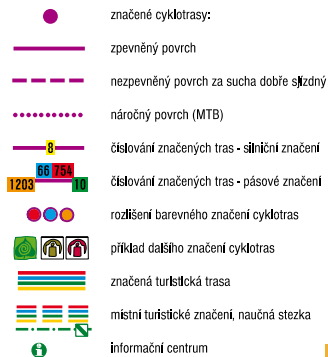 značené cyklotrasy:
zpevněný povrch
nezpevněný povrch za sucha dobře sjízdný
náročný povrch (MTB)
8 číslování značených tras - silniční značení
66 754
1203 10 číslování značených tras - pásové značení
rozlišení barevného značení cyklotras
příklad dalšího značení cyklotras
značená turistická trasa
místní turistické značení, naučná stezka
i informační centrum